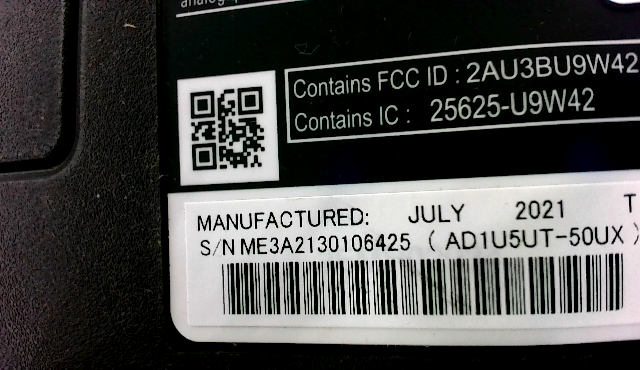 Contains FCC ID : 2AU3BU9W42
Contains IC : 25625-U9W42
MANUFACTURED: JULY 2021 T
S/N ME3A2130106425 ( AD1U5UT-50UX )